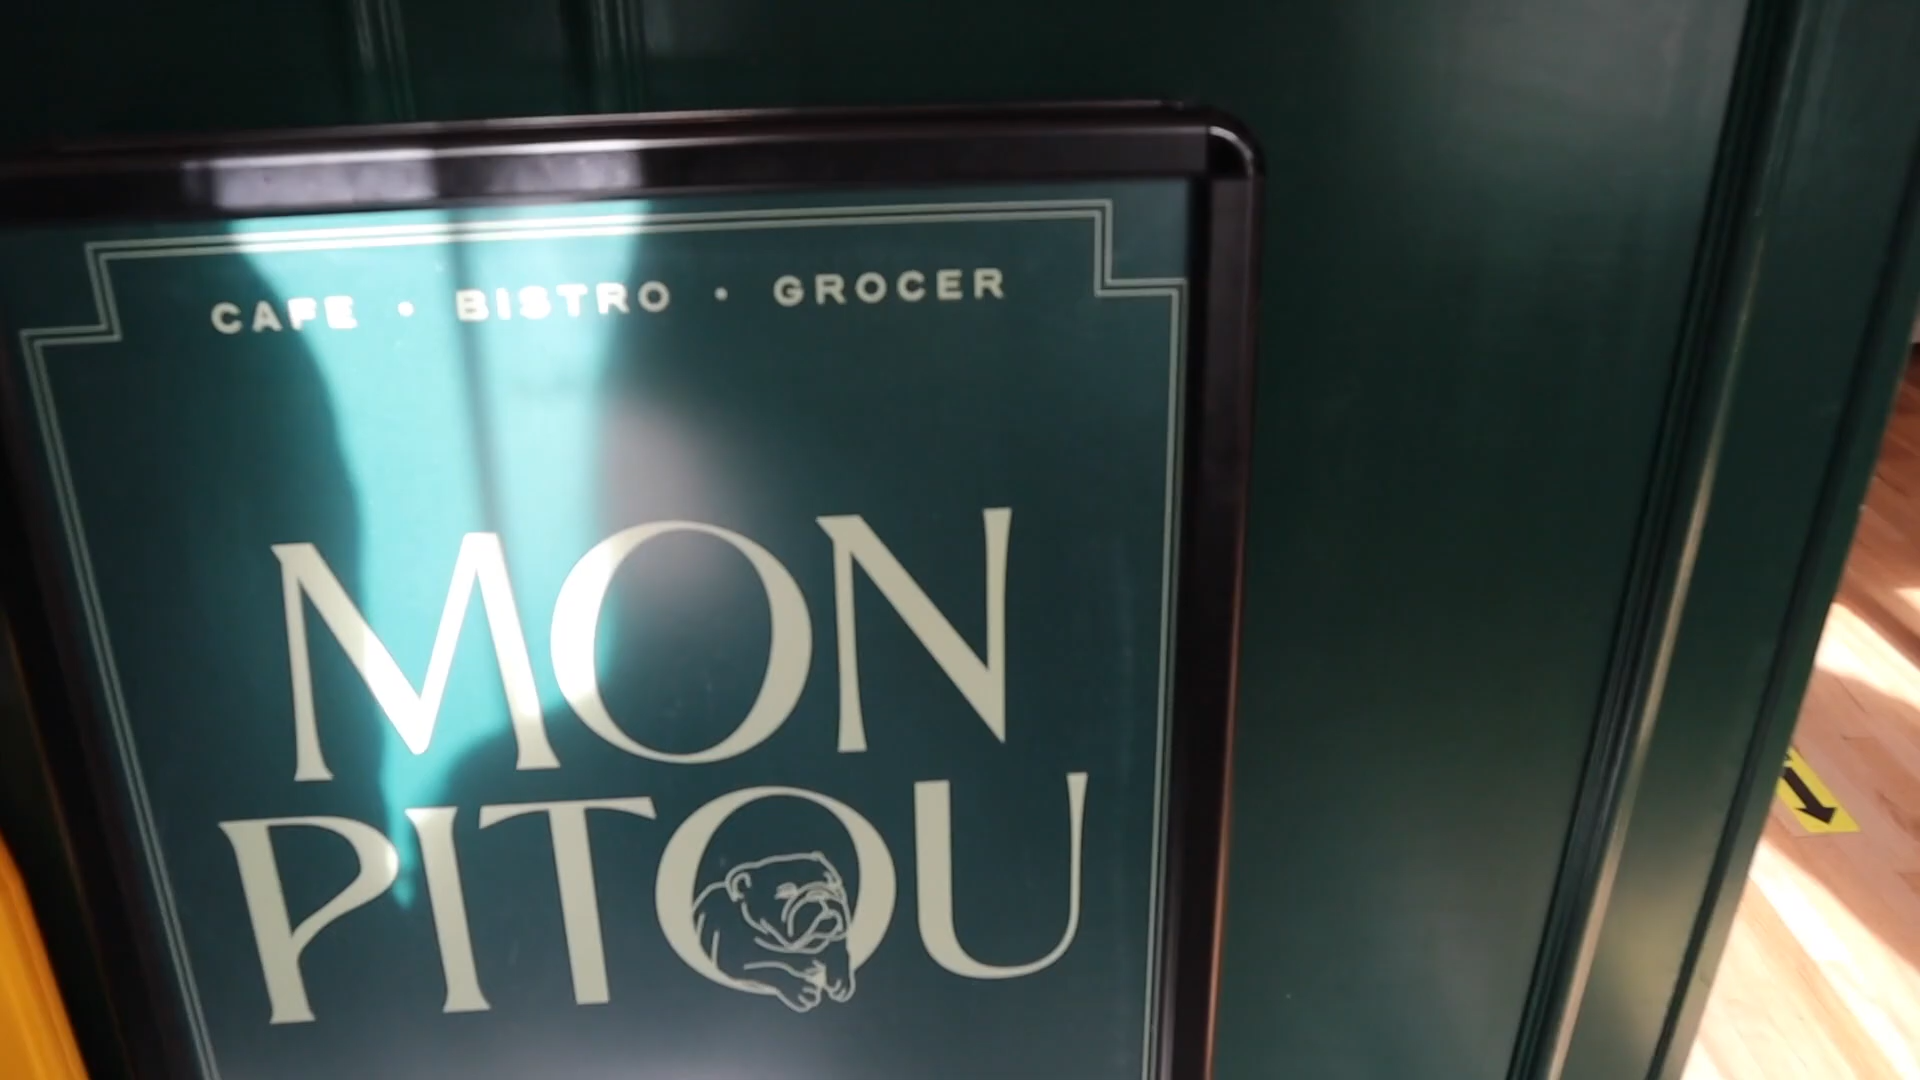 CAFE • BISTRO • GROCER
MON
PITOU